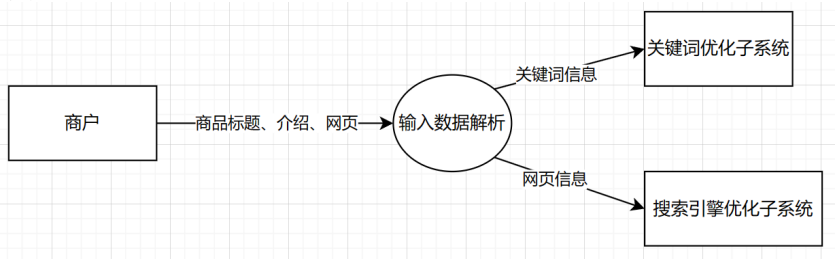 关键词优化子系统
关键词信息
商户
商品标题、介绍、网页
输入数据解析
网页信息
搜索引擎优化子系统